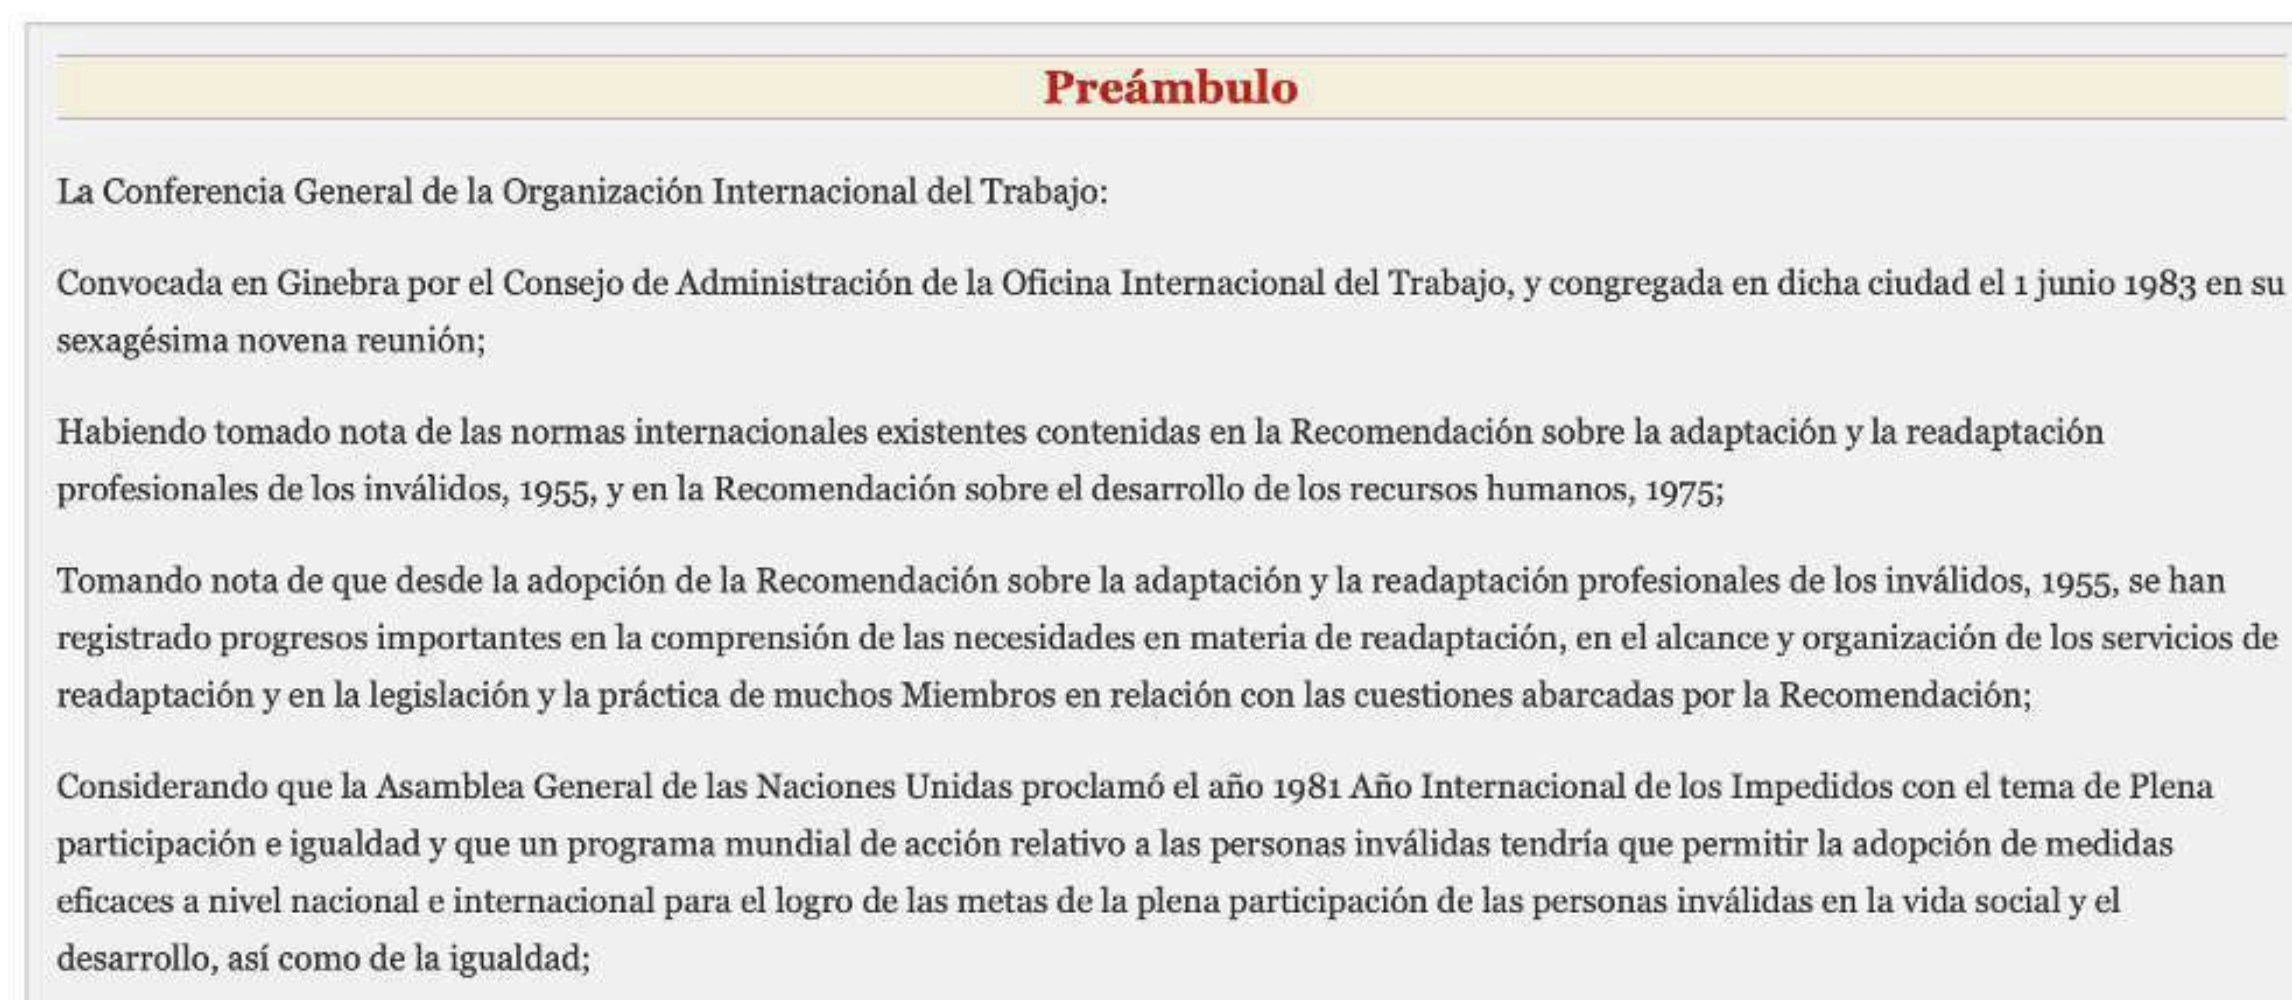 Preámbulo
La Conferencia General de la Organización Internacional del Trabajo:
Convocada en Ginebra por el Consejo de Administración de la Oficina Internacional del Trabajo, y congregada en dicha ciudad el 1 junio 1983 en su
sexagésima novena reunión;
Habiendo tomado nota de las normas internacionales existentes contenidas en la Recomendación sobre la adaptación y la readaptación
profesionales de los inválidos, 1955, y en la Recomendación sobre el desarrollo de los recursos humanos, 1975;
Tomando nota de que desde la adopción de la Recomendación sobre la adaptación y la readaptación profesionales de los inválidos, 1955, se han
registrado progresos importantes en la comprensión de las necesidades en materia de readaptación, en el alcance y organización de los servicios de
readaptación y en la legislación y la práctica de muchos Miembros en relación con las cuestiones abarcadas por la Recomendación;
Considerando que la Asamblea General de las Naciones Unidas proclamó el año 1981 Año Internacional de los Impedidos con el tema de Plena
participación e igualdad y que un programa mundial de acción relativo a las personas inválidas tendría que permitir la adopción de medidas
eficaces a nivel nacional e internacional para el logro de las metas de la plena participación de las personas inválidas en la vida social y el
desarrollo, así como de la igualdad;